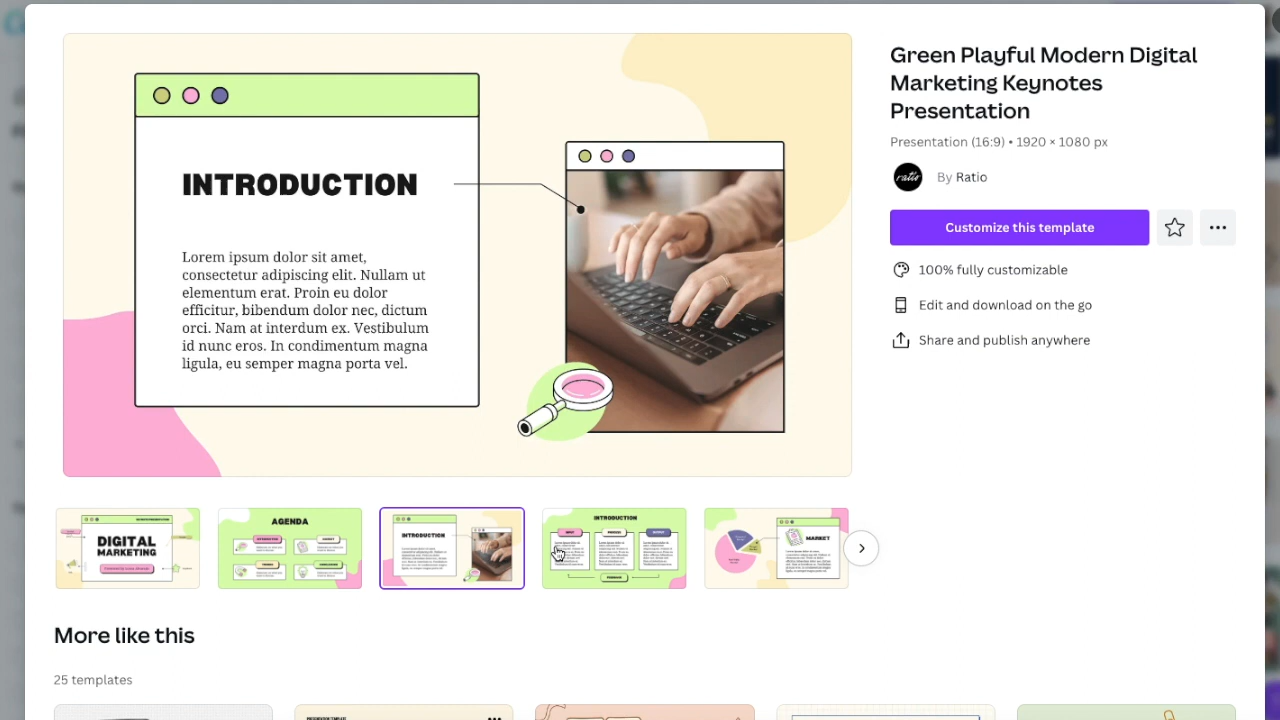 INTRODUCTION
Lorem ipsum dolor sit amet,
consectetur adipiscing elit. Nullam ut
elementum erat. Proin eu dolor
efficitur, bibendum dolor nec, dictum
orci. Nam at interdum ex. Vestibulum
id nunc eros. In condimentum magna
ligula, eu semper magna porta vel.
Green Playful Modern Digital
Marketing Keynotes
Presentation
Presentation (16:9) • 1920 × 1080 px
ratio
By Ratio
Customize this template
100% fully customizable
Edit and download on the go
Share and publish anywhere
DIGITAL
MARKETING
AGENDA
INTRODUCTION
INTRODUCTION
MARKET
More like this
25 templates